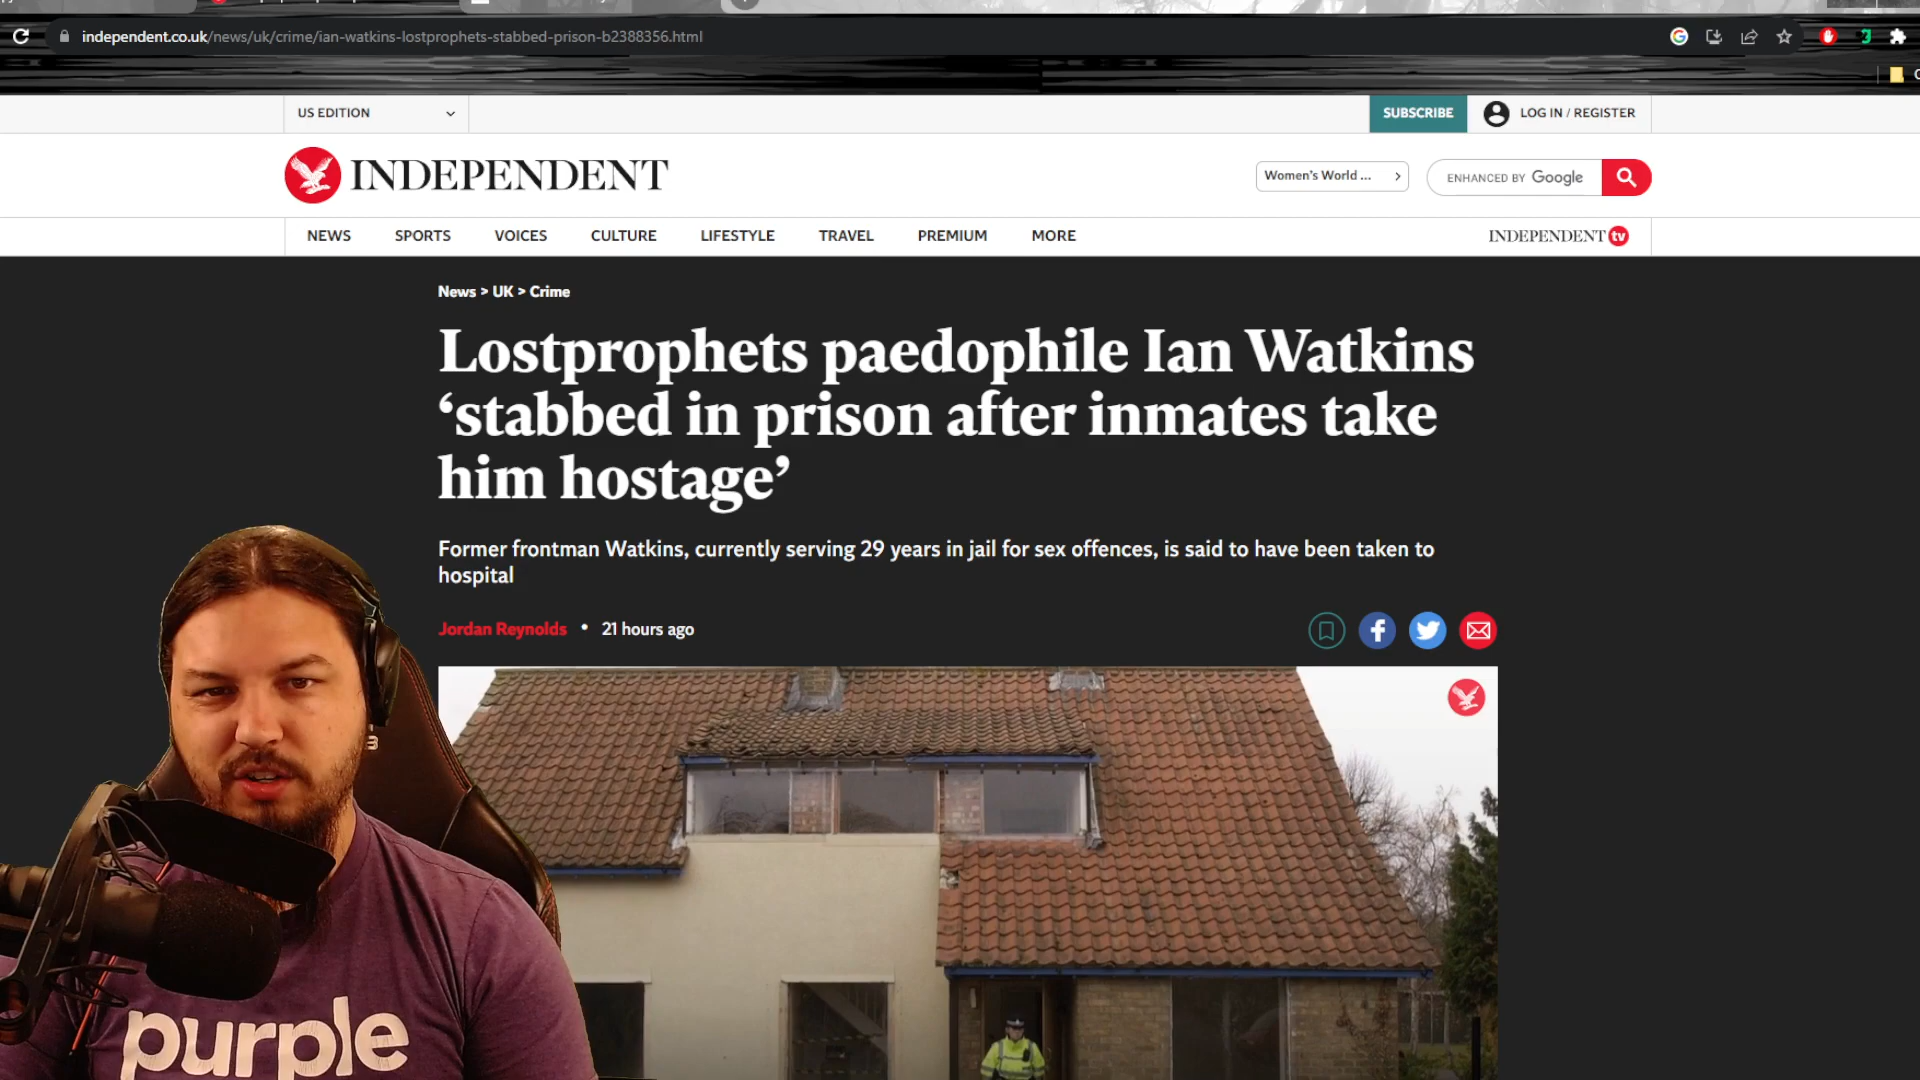 independent.co.uk/news/uk/crime/ian-watkins-lostprophets-stabbed-prison-b2388356.html
US EDITION
SUBSCRIBE
LOG IN / REGISTER
INDEPENDENT
Women's World ...
ENHANCED BY Google
NEWS SPORTS VOICES CULTURE LIFESTYLE TRAVEL PREMIUM MORE
INDEPENDENT tv
News > UK > Crime
Lostprophets paedophile Ian Watkins
‘stabbed in prison after inmates take
him hostage’
Former frontman Watkins, currently serving 29 years in jail for sex offences, is said to have been taken to
hospital
Jordan Reynolds • 21 hours ago
purple